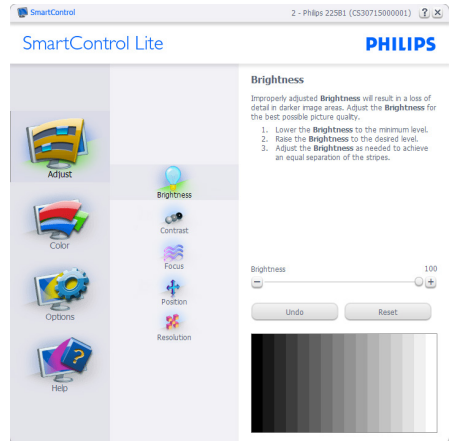 SmartControl
2 - Philips 225B1 (CS30715000001)
? X
SmartControl Lite
PHILIPS
Adjust
Color
Options
Help
Brightness
Contrast
Focus
Position
Resolution
Brightness
Improperly adjusted Brightness will result in a loss of
detail in darker image areas. Adjust the Brightness for
the best possible picture quality.
1. Lower the Brightness to the minimum level.
2. Raise the Brightness to the desired level.
3. Adjust the Brightness as needed to achieve
an equal separation of the stripes.
Brightness 100
Undo Reset